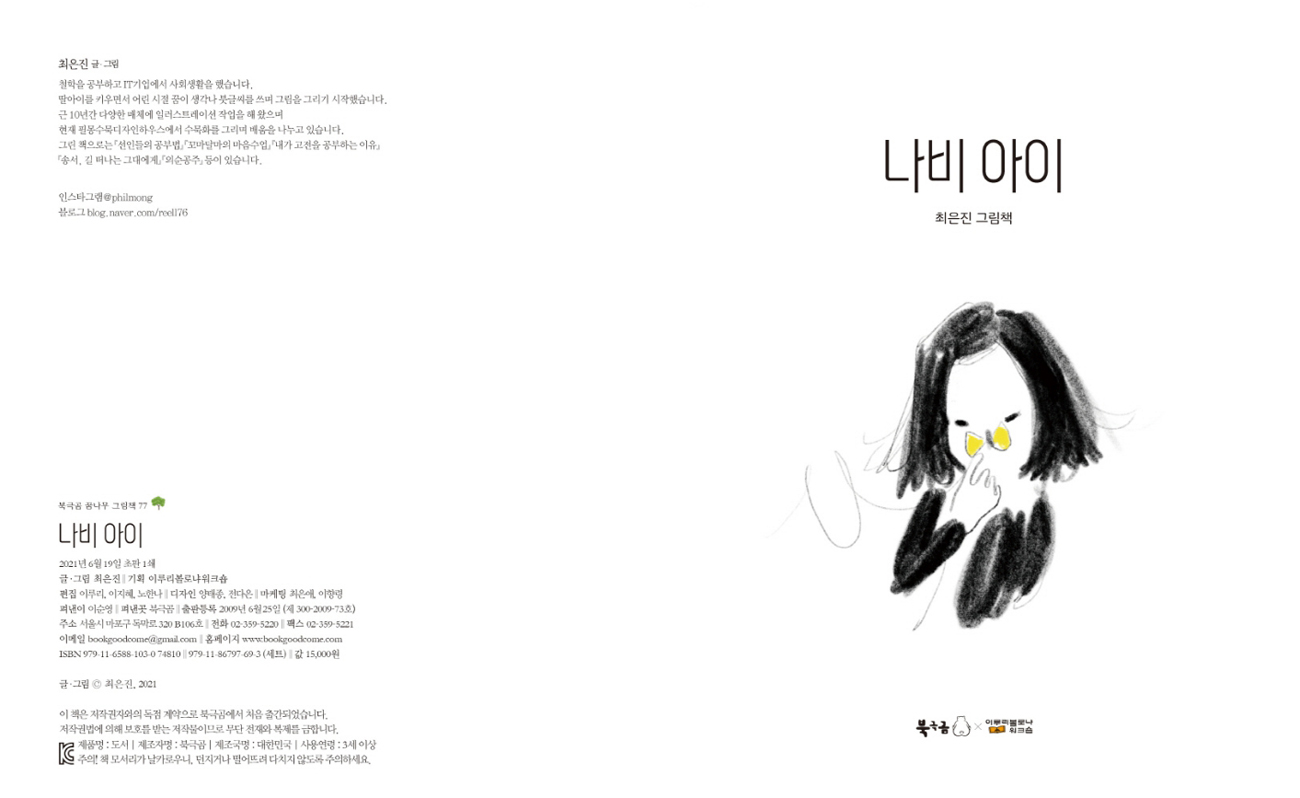 최은진 글·그림
철학을 공부하고 IT기업에서 사회생활을 했습니다.
딸아이를 키우면서 어린 시절 꿈이 생각나 붓글씨를 쓰며 그림을 그리기 시작했습니다.
근 10년간 다양한 매체에 일러스트레이션 작업을 해 왔으며
현재 필몽수묵디자인하우스에서 수묵화를 그리며 배움을 나누고 있습니다.
그린 책으로는 「선인들의 공부법」 「꼬마달마의 마음수업」 「내가 고전을 공부하는 이유」
「송서, 길 떠나는 그대에게」 「의순공주」 등이 있습니다.
인스타그램@philmong
블로그 blog.naver.com/reell76
북극곰 꿈나무 그림책 77
나비 아이
2021년 6월 19일 초판 1쇄
글·그림 최은진 || 기획 이루리볼로냐워크숍
편집 이루리, 이지혜, 노한나 || 디자인 양태종, 전다은 || 마케팅 최은애, 이향령
펴낸이 이순영 || 펴낸곳 북극곰 || 출판등록 2009년 6월 25일 (제 300-2009-73호)
주소 서울시 마포구 독막로 320 B106호 || 전화 02-359-5220 || 팩스 02-359-5221
이메일 bookgoodcome@gmail.com || 홈페이지 www.bookgoodcome.com
ISBN 979-11-6588-103-0 74810 || 979-11-86797-69-3 (세트) || 값 15,000원
글·그림 © 최은진, 2021
이 책은 저작권자와의 독점 계약으로 북극곰에서 처음 출간되었습니다.
저작권법에 의해 보호를 받는 저작물이므로 무단 전재와 복제를 금합니다.
제품명 : 도서 | 제조자명 : 북극곰 | 제조국명 : 대한민국 | 사용연령 : 3세 이상
주의! 책 모서리가 날카로우니, 던지거나 떨어뜨려 다치지 않도록 주의하세요.
나비 아이
최은진 그림책
북극곰 × 이루리볼로냐
워크숍